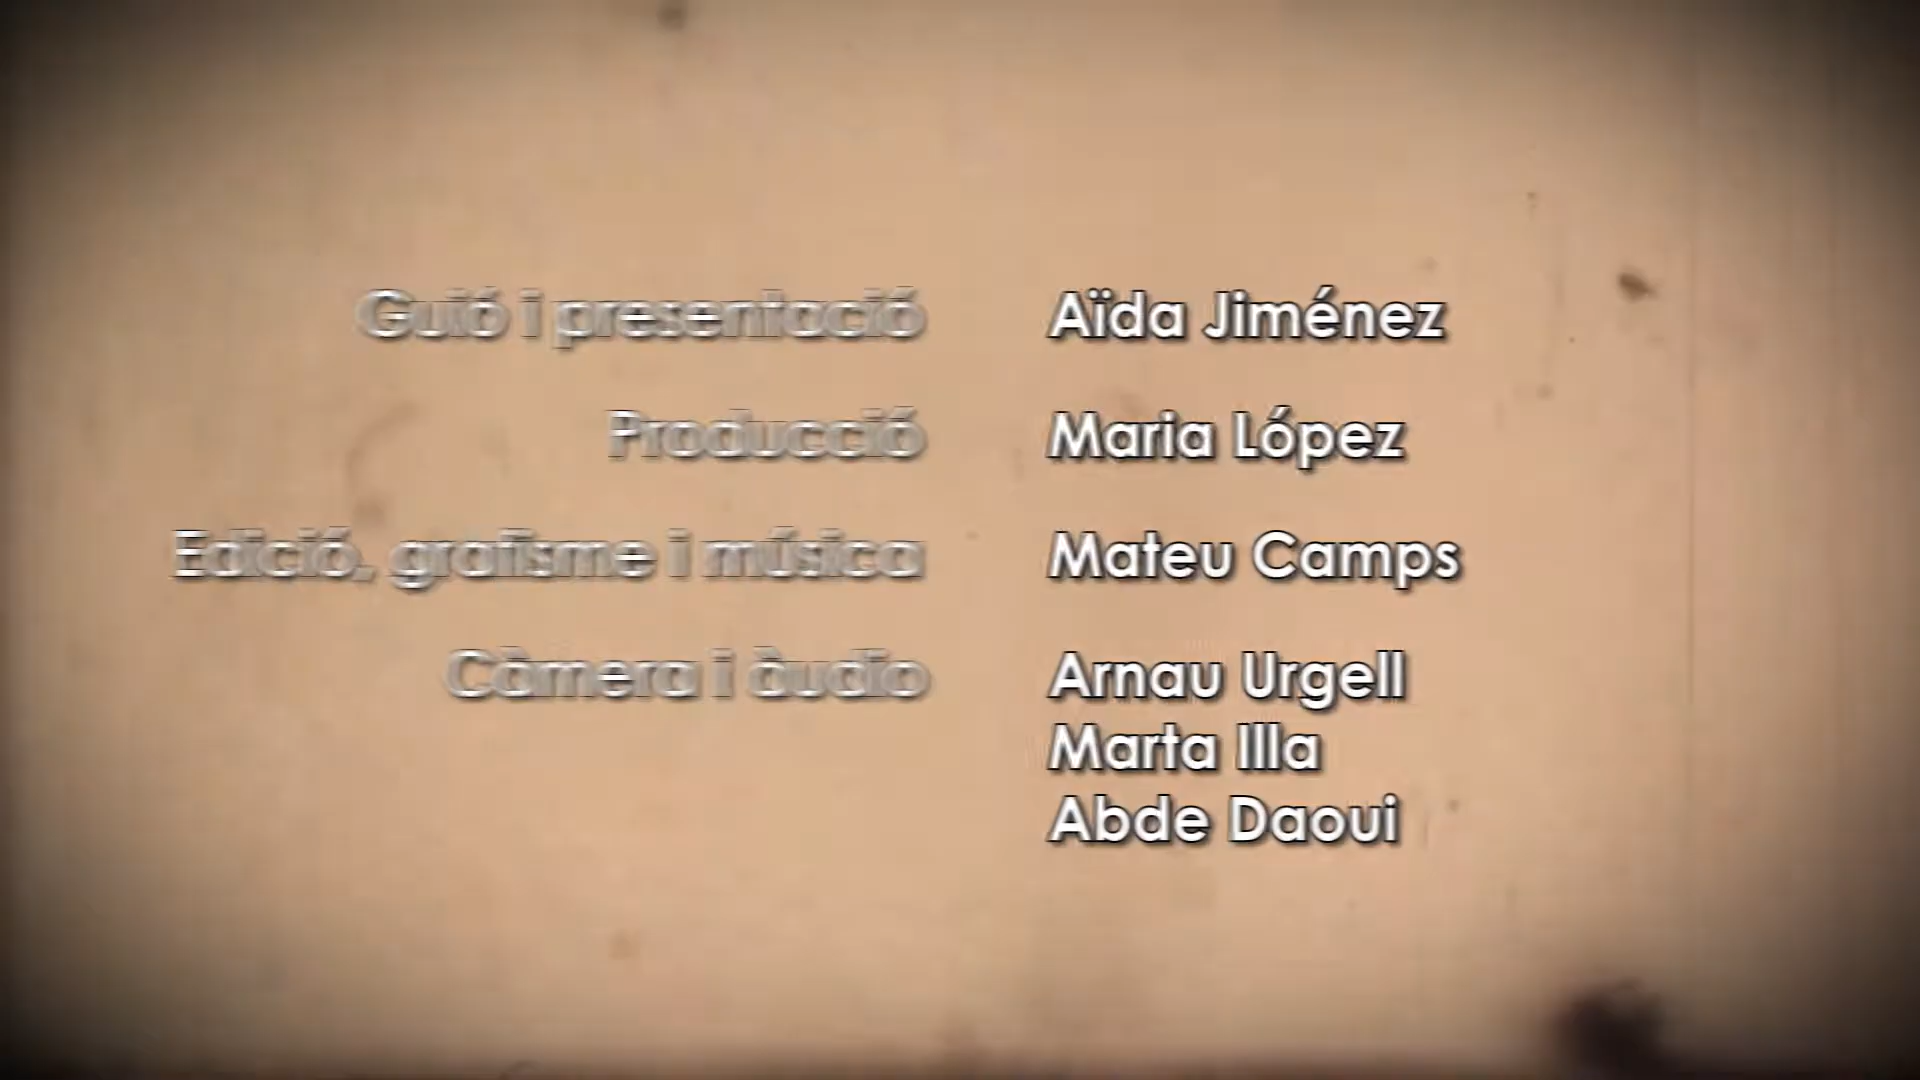 Guió i presentació Aïda Jiménez
Producció Maria López
Edició, grafisme i música Mateu Camps
Càmera i àudio Arnau Urgell
Marta Illa
Abde Daoui